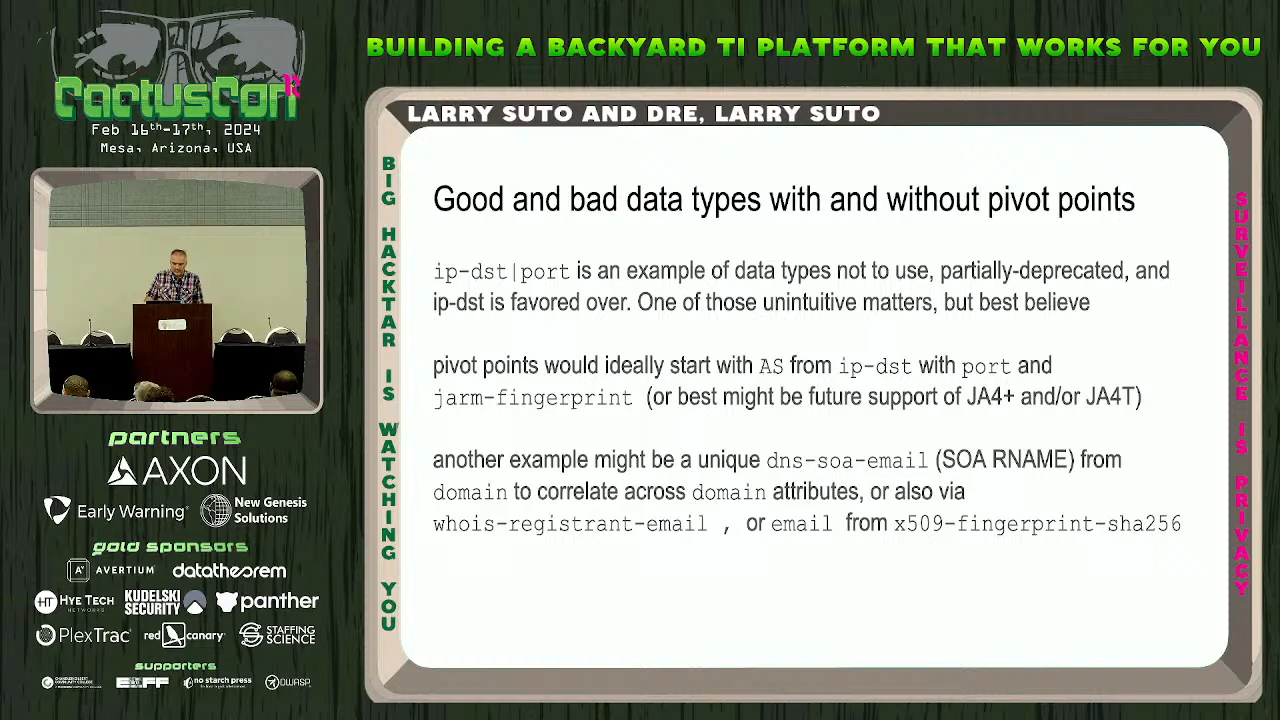 BUILDING A BACKYARD TI PLATFORM THAT WORKS FOR YOU
CactusCon
12
Feb 16th-17th, 2024
Mesa, Arizona, USA
LARRY SUTO AND DRE, LARRY SUTO
BIG HACKTAR IS WATCHING YOU
Good and bad data types with and without pivot points
ip-dst|port is an example of data types not to use, partially-deprecated, and
ip-dst is favored over. One of those unintuitive matters, but best believe
pivot points would ideally start with AS from ip-dst with port and
jarm-fingerprint (or best might be future support of JA4+ and/or JA4T)
another example might be a unique dns-soa-email (SOA RNAME) from
domain to correlate across domain attributes, or also via
whois-registrant-email , or email from x509-fingerprint-sha256
SURVEILLANCE IS PRIVACY
partners
AXON
Early Warning
New Genesis
Solutions
gold sponsors
A+ AVERTIUM
datatheorem
HT HYE TECH
NETWORKS
KUDELSKI
SECURITY
panther
PlexTrac
red canary
STAFFING
SCIENCE
supporters
EFF
no starch press
OWASP